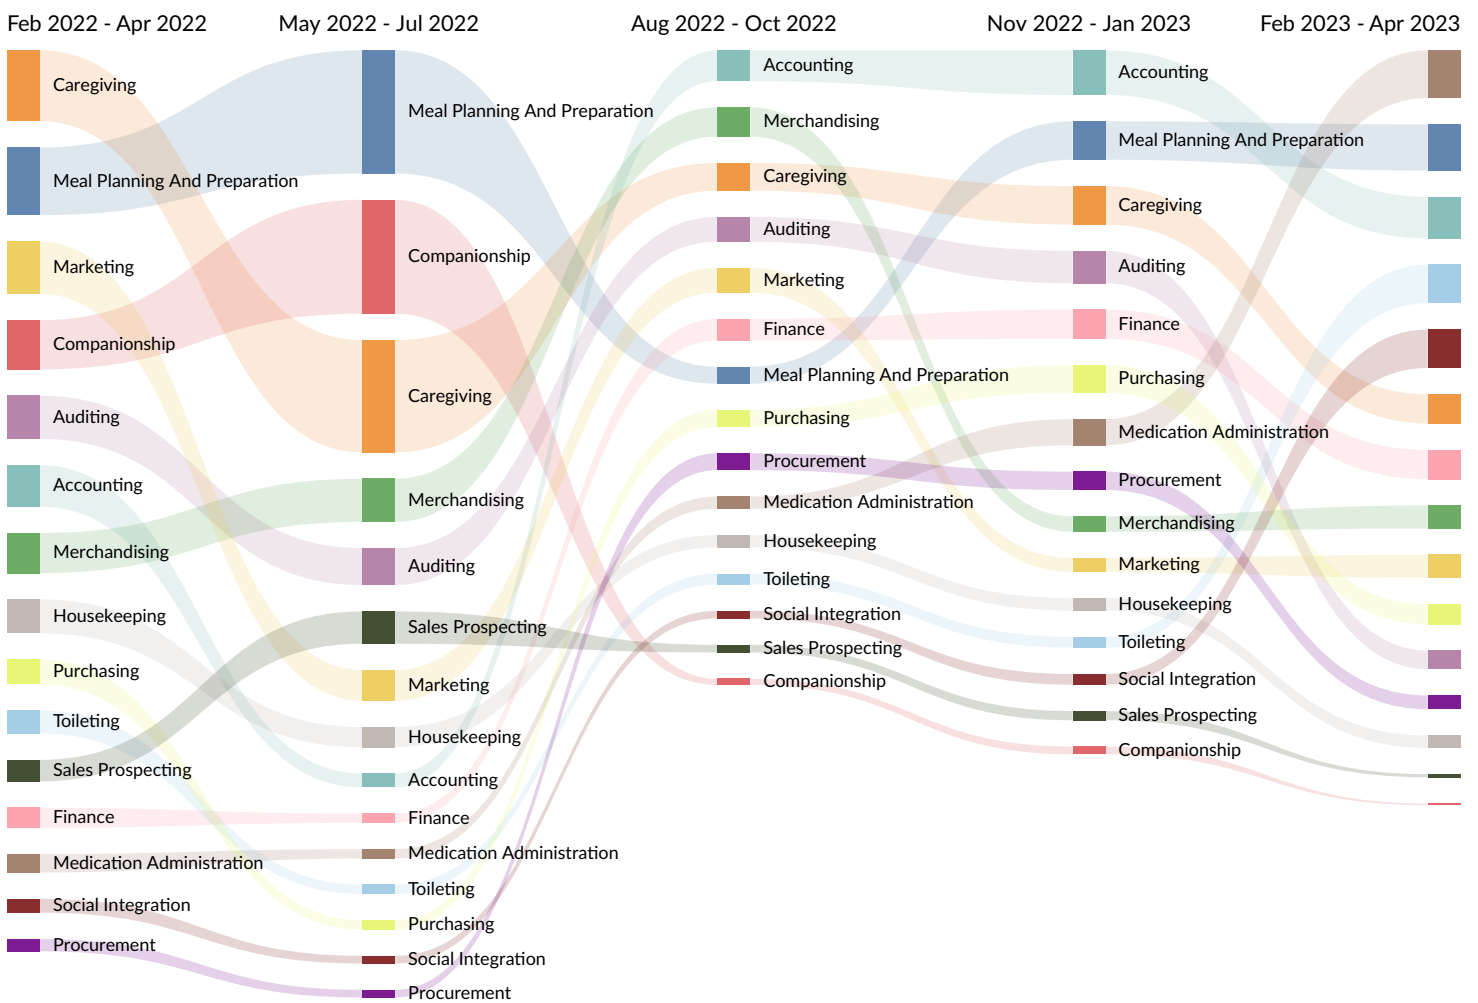 Feb 2022 - Apr 2022
May 2022 - Jul 2022
Aug 2022 - Oct 2022
Nov 2022 - Jan 2023
Feb 2023 - Apr 2023
Caregiving
Meal Planning And Preparation
Marketing
Companionship
Auditing
Accounting
Merchandising
Housekeeping
Purchasing
Toileting
Sales Prospecting
Finance
Medication Administration
Social Integration
Procurement
Meal Planning And Preparation
Companionship
Caregiving
Merchandising
Auditing
Sales Prospecting
Marketing
Housekeeping
Accounting
Finance
Medication Administration
Toileting
Purchasing
Social Integration
Procurement
Accounting
Merchandising
Caregiving
Auditing
Marketing
Finance
Meal Planning And Preparation
Purchasing
Procurement
Medication Administration
Housekeeping
Toileting
Social Integration
Sales Prospecting
Companionship
Accounting
Meal Planning And Preparation
Caregiving
Auditing
Finance
Purchasing
Medication Administration
Procurement
Merchandising
Marketing
Housekeeping
Toileting
Social Integration
Sales Prospecting
Companionship